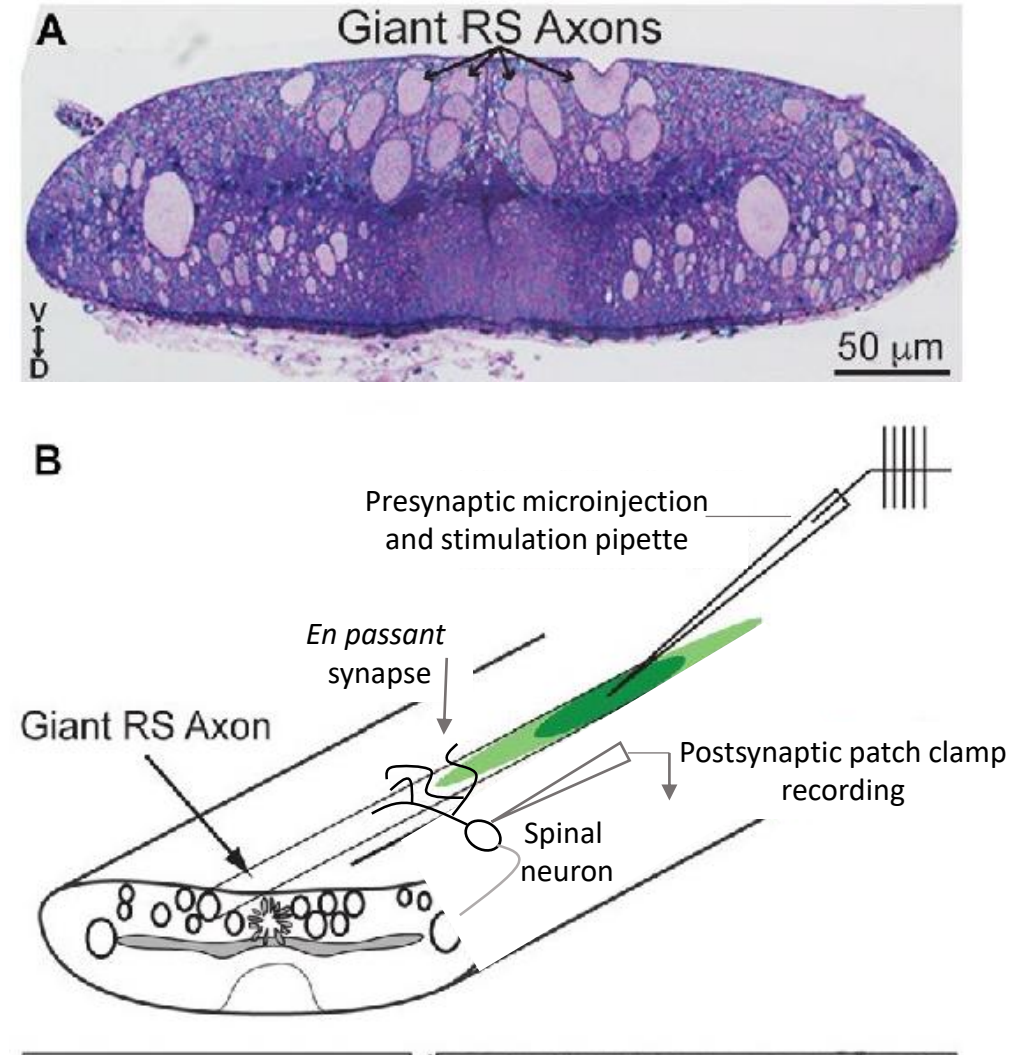 A
Giant RS Axons
V
D
50 μm
B
Presynaptic microinjection
and stimulation pipette
En passant
synapse
Giant RS Axon
Postsynaptic patch clamp
recording
Spinal
neuron